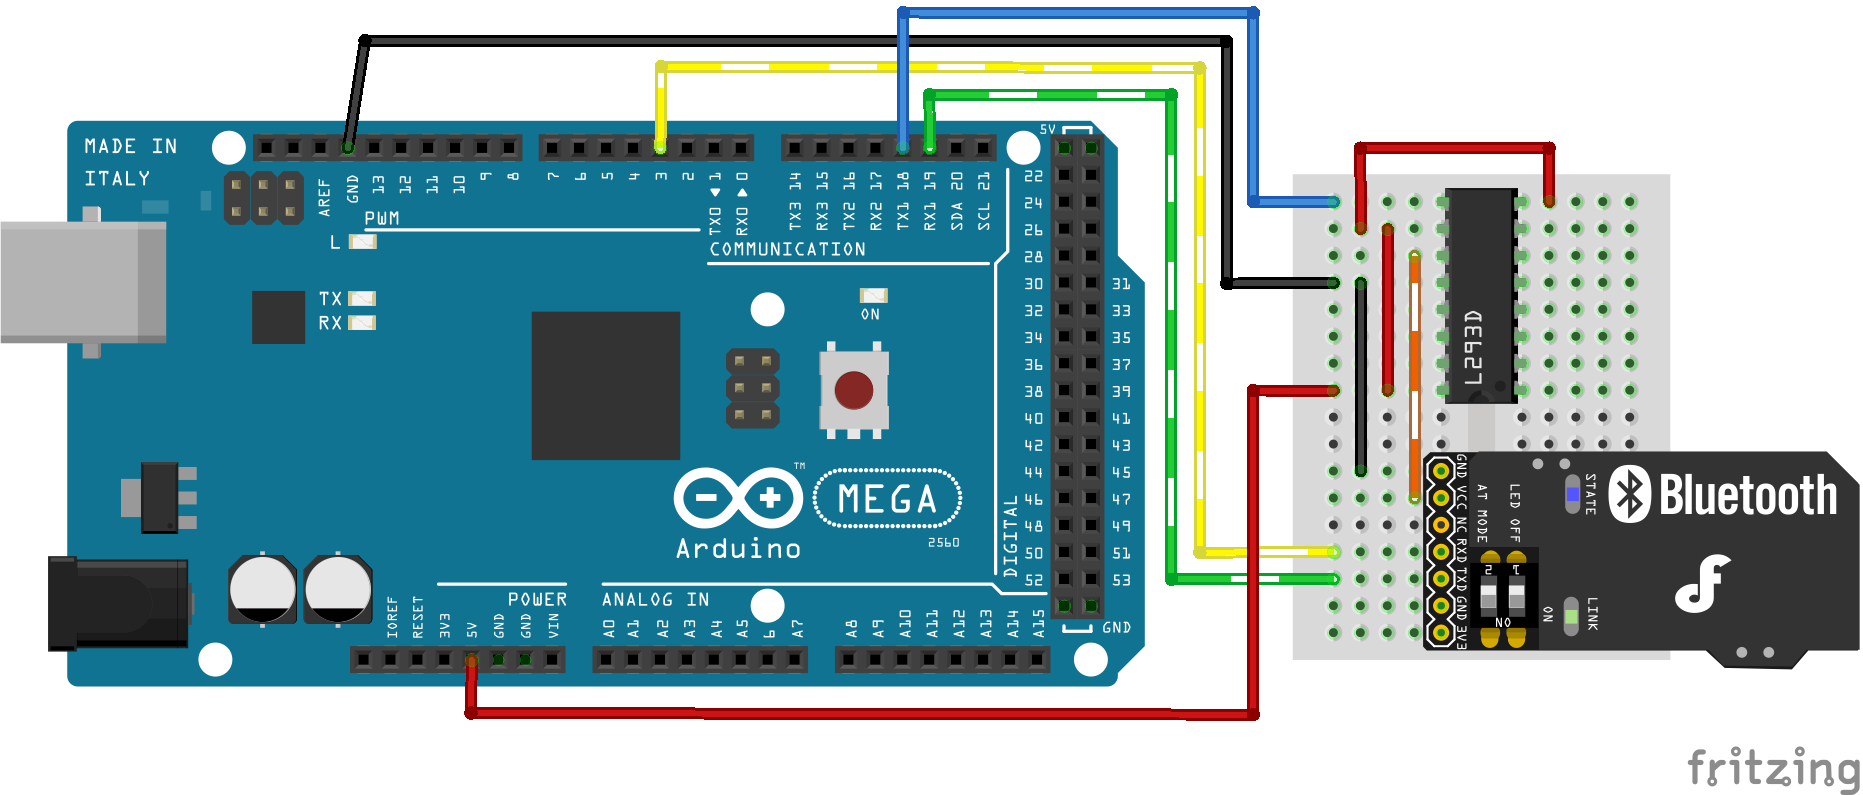 MADE IN
ITALY
AREF
GND
13
12
11
10
9
8
7
6
5
4
3
2
TX0 1
RX0 0
TX3 14
RX3 15
TX2 16
RX2 17
TX1 18
RX1 19
SDA 20
SCL 21
PWM
COMMUNICATION
L
TX
RX
ON
5V
22
24
26
28
30 31
32 33
34 35
36 37
38 39
40 41
42 43
44 45
46 47
48 49
50 51
52 53
GND
DIGITAL
MEGA
TM
Arduino
2560
POWER
ANALOG IN
IOREF
RESET
3V3
5V
GND
GND
VIN
A0
A1
A2
A3
A4
A5
6
A7
A8
A9
A10
A11
A12
A13
A14
A15
L293D
GND VCC NC RXD TXD GND 3V3
AT MODE
LED OFF
2 1
ON
STATE
Bluetooth
ON
LINK
fritzing